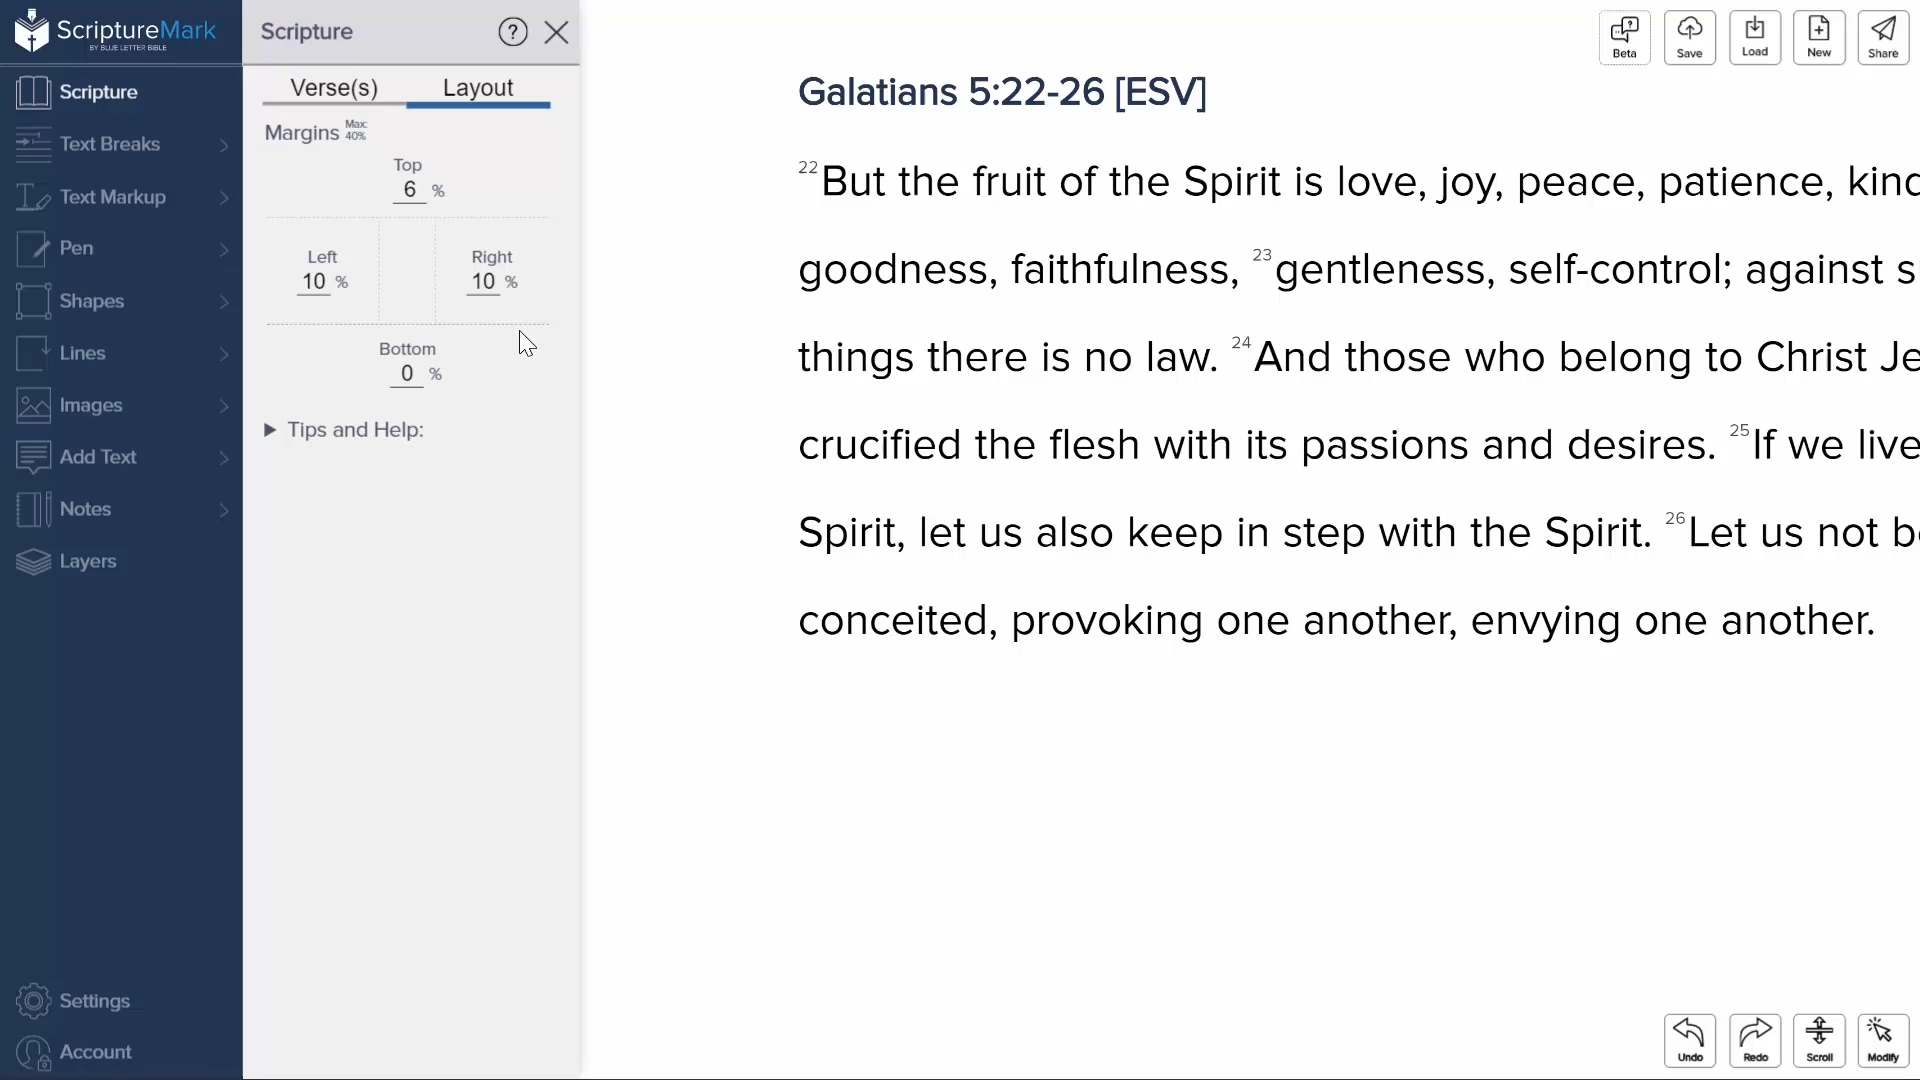 ScriptureMark
BY BLUE LETTER BIBLE
Scripture
Text Breaks
Text Markup
Pen
Shapes
Lines
Images
Add Text
Notes
Layers
Settings
Account
Scripture
?
Verse(s) Layout
Margins Max: 40%
Top
6 %
Left Right
10 % 10 %
Bottom
0 %
Tips and Help:
Beta Save Load New Share
Galatians 5:22-26 [ESV]
22 But the fruit of the Spirit is love, joy, peace, patience, kind
goodness, faithfulness, 23 gentleness, self-control; against s
things there is no law. 24 And those who belong to Christ Je
crucified the flesh with its passions and desires. 25 If we live
Spirit, let us also keep in step with the Spirit. 26 Let us not be
conceited, provoking one another, envying one another.
Undo Redo Scroll Modify